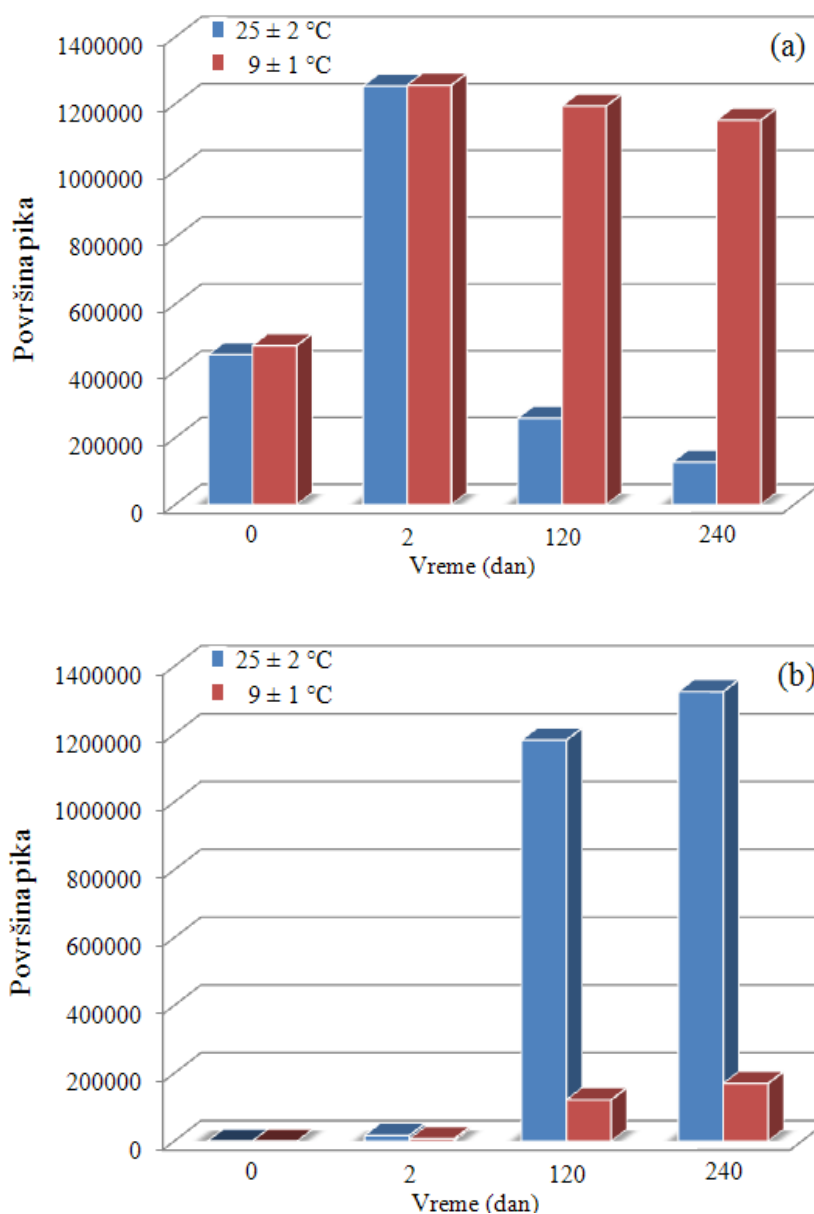 25 ± 2 °C
9 ± 1 °C
(a)
1400000
1200000
1000000
800000
600000
400000
200000
0
Površina pika
0 2 120 240
Vreme (dan)
25 ± 2 °C
9 ± 1 °C
(b)
1400000
1200000
1000000
800000
600000
400000
200000
0
Površina pika
0 2 120 240
Vreme (dan)